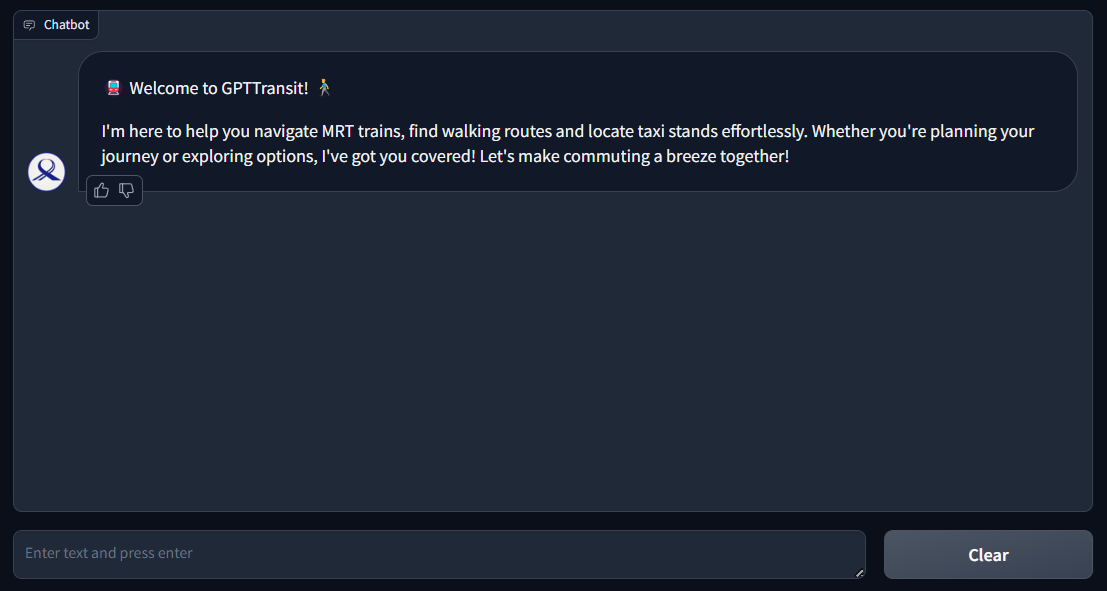 Chatbot
🚆 Welcome to GPTTransit! 🚶
I'm here to help you navigate MRT trains, find walking routes and locate taxi stands effortlessly. Whether you're planning your
journey or exploring options, I've got you covered! Let's make commuting a breeze together!
Enter text and press enter
Clear